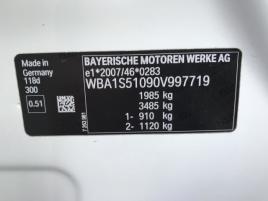 Made in
Germany
118d
300
0.51
BAYERISCHE MOTOREN WERKE AG
e1*2007/46*0283
WBA1S51090V997719
1985 kg
3485 kg
1- 910 kg
2- 1120 kg